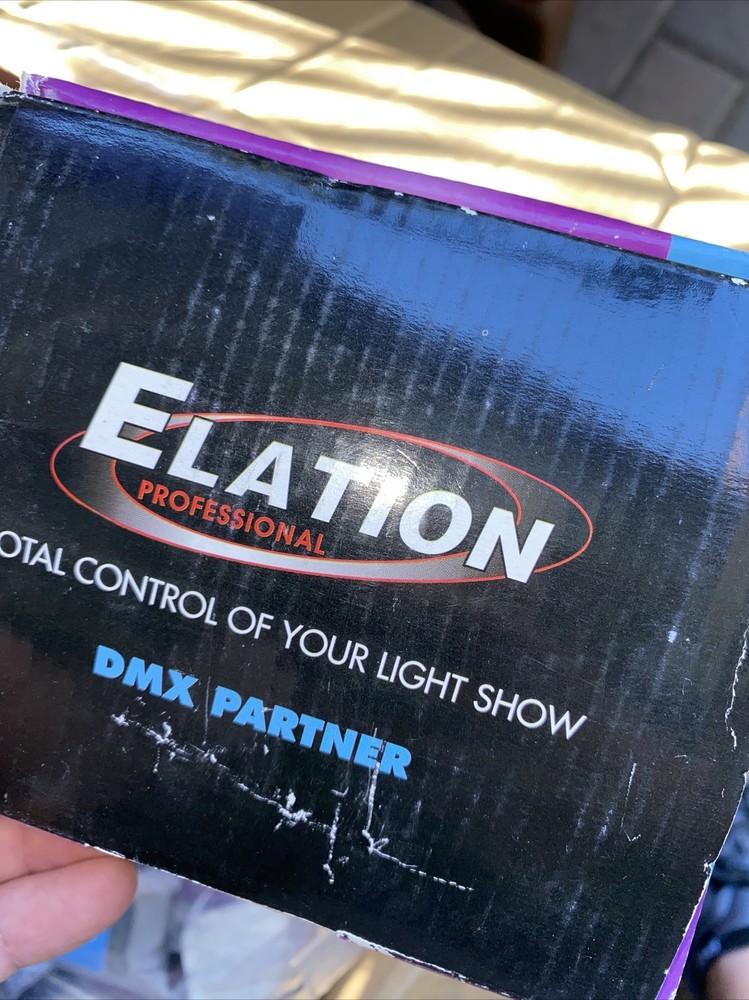 ELATION
PROFESSIONAL
OTAL CONTROL OF YOUR LIGHT SHOW
DMX PARTNER